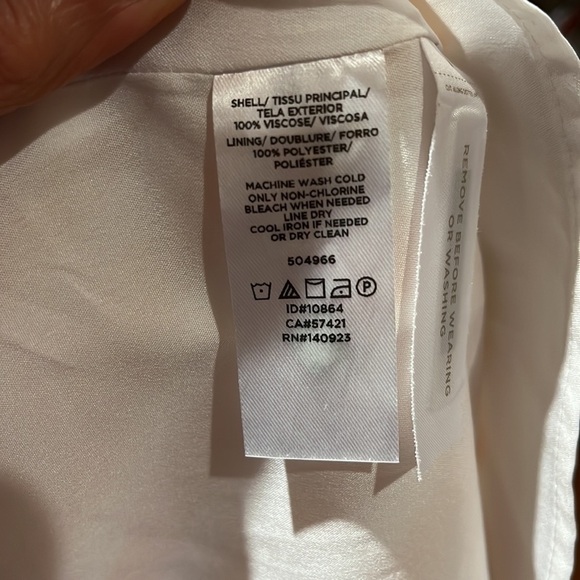 SHELL/ TISSU PRINCIPAL/
TELA EXTERIOR
100% VISCOSE/ VISCOSA
LINING/ DOUBLURE/ FORRO
100% POLYESTER/
POLIÉSTER
MACHINE WASH COLD
ONLY NON-CHLORINE
BLEACH WHEN NEEDED
LINE DRY
COOL IRON IF NEEDED
OR DRY CLEAN
504966
P
ID#10864
CA#57421
RN#140923
REMOVE BEFORE WEARING
OR WASHING